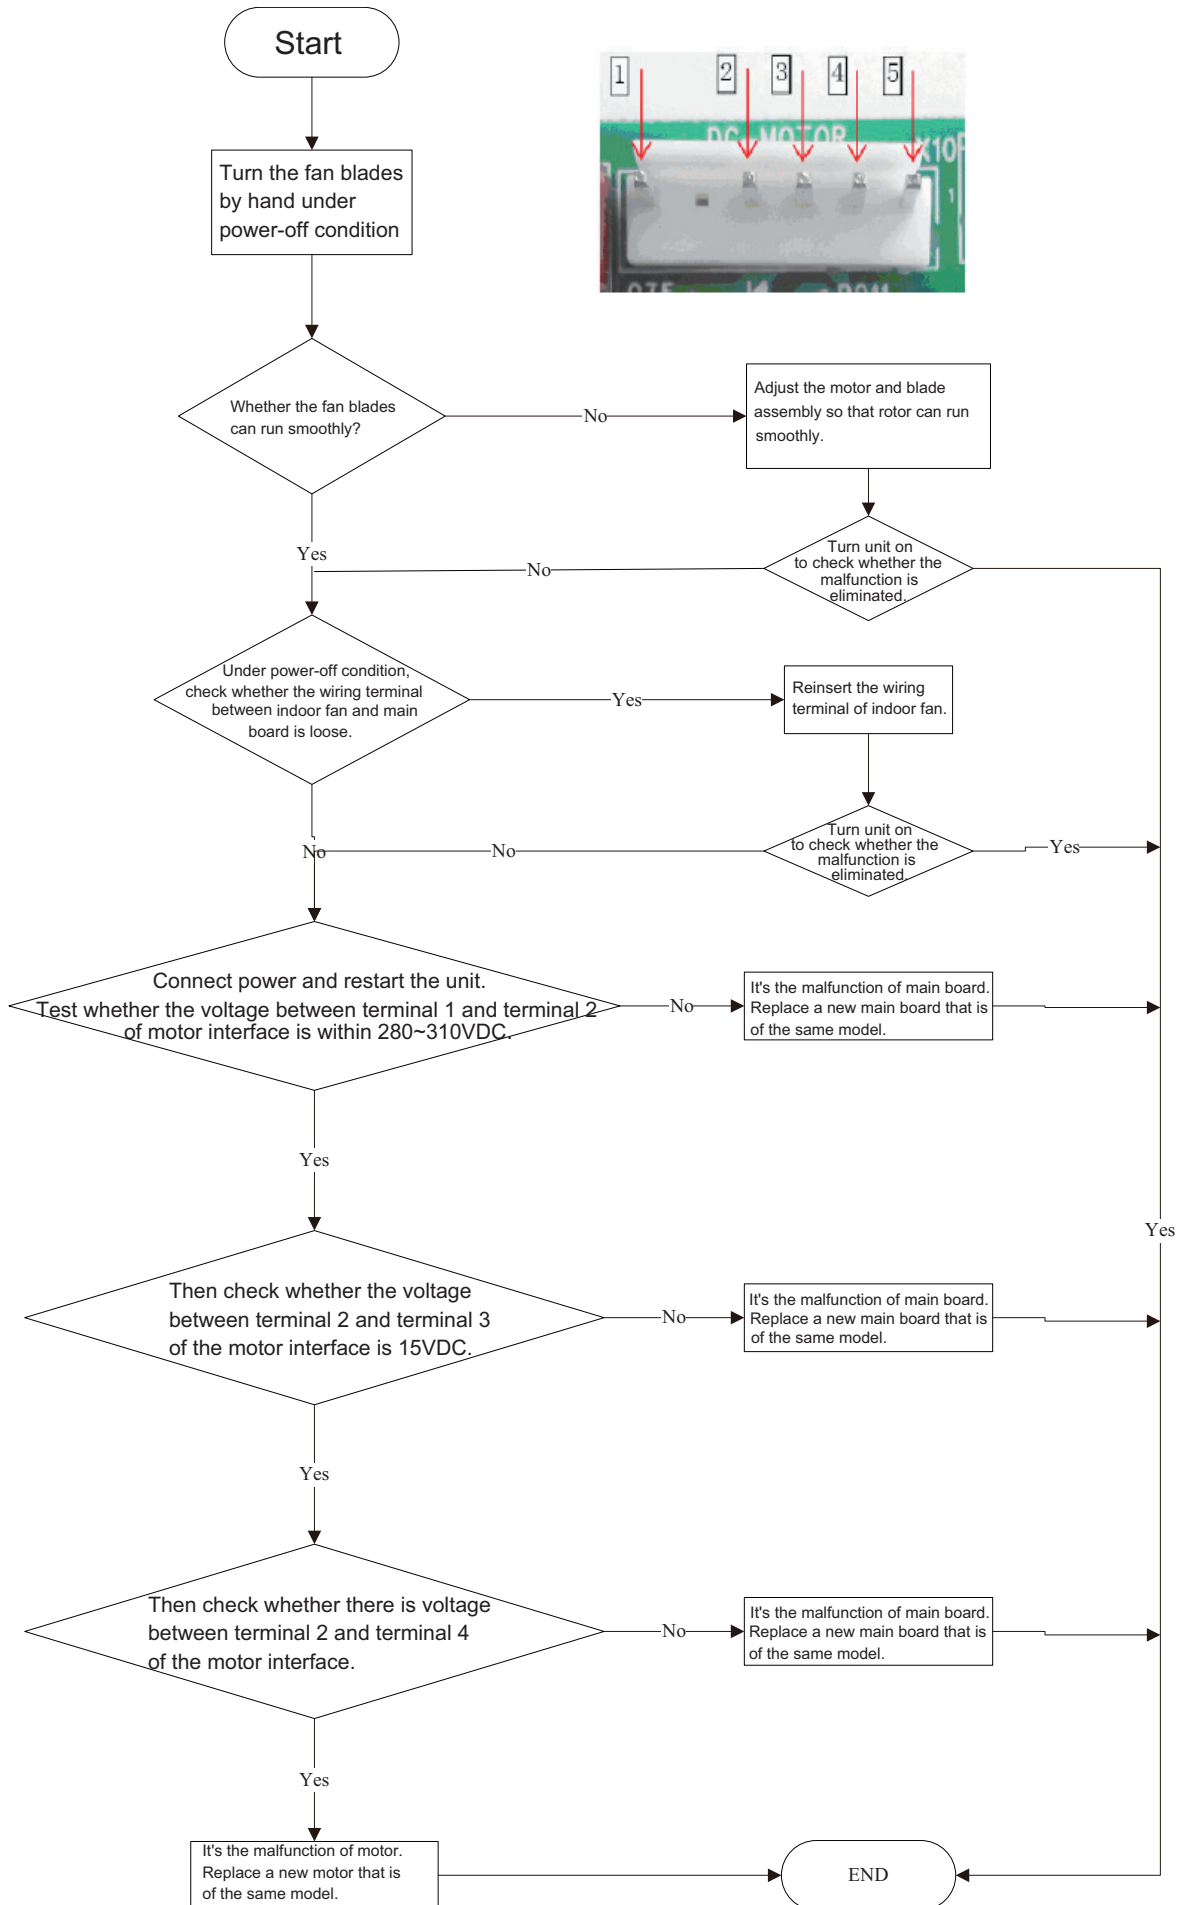 Start
1
2
3
4
5
DC MOTOR
1
Turn the fan blades
by hand under
power-off condition
Whether the fan blades
can run smoothly?
No
Adjust the motor and blade
assembly so that rotor can run
smoothly.
Yes
Turn unit on
to check whether the
malfunction is
eliminated.
No
Under power-off condition,
check whether the wiring terminal
between indoor fan and main
board is loose.
Yes
Reinsert the wiring
terminal of indoor fan.
No
No
Turn unit on
to check whether the
malfunction is
eliminated.
Yes
Connect power and restart the unit.
Test whether the voltage between terminal 1 and terminal 2
of motor interface is within 280~310VDC.
No
It's the malfunction of main board.
Replace a new main board that is
of the same model.
Yes
Yes
Then check whether the voltage
between terminal 2 and terminal 3
of the motor interface is 15VDC.
No
It's the malfunction of main board.
Replace a new main board that is
of the same model.
Yes
Then check whether there is voltage
between terminal 2 and terminal 4
of the motor interface.
No
It's the malfunction of main board.
Replace a new main board that is
of the same model.
Yes
It's the malfunction of motor.
Replace a new motor that is
of the same model.
END